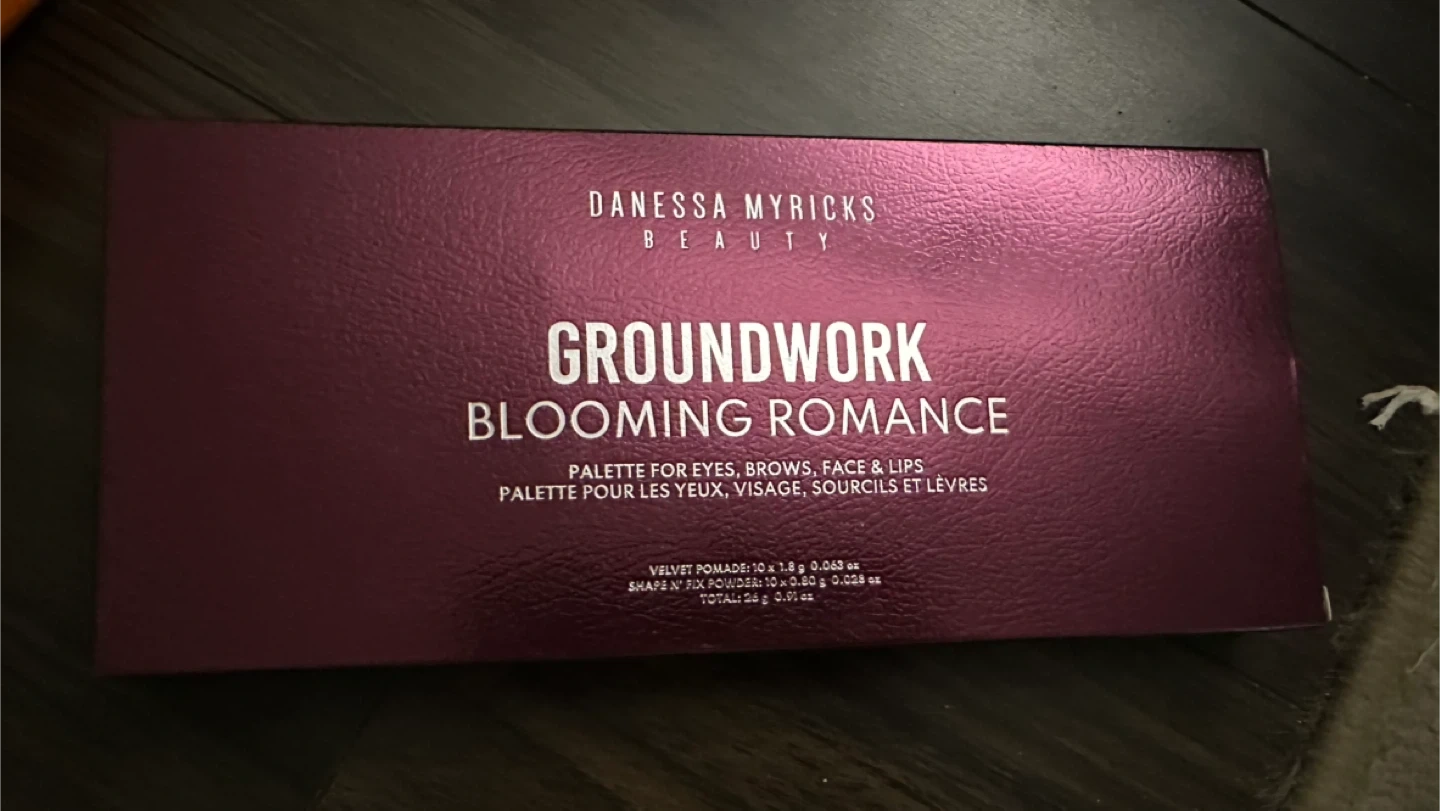 DANESSA MYRICKS
BEAUTY
GROUNDWORK
BLOOMING ROMANCE
PALETTE FOR EYES, BROWS, FACE & LIPS
PALETTE POUR LES YEUX, VISAGE, SOURCILS ET LÈVRES
VELVET POMADE: 10 x 1.8 g 0.063 oz
SHAPE N' FIX POWDER: 10 x 0.80 g 0.028 oz
TOTAL: 26 g 0.91 oz